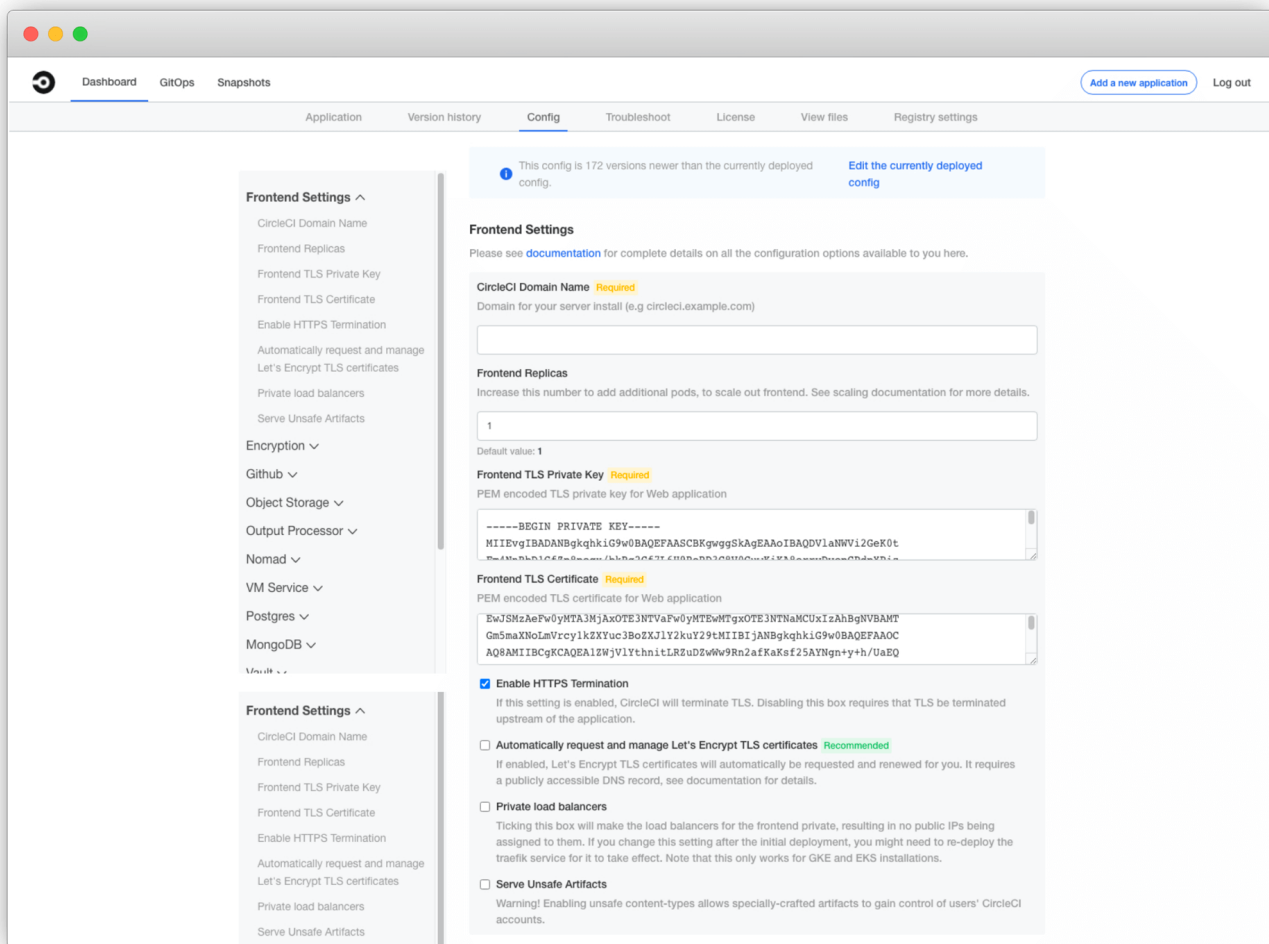 Dashboard GitOps Snapshots Add a new application Log out
Application Version history Config Troubleshoot License View files Registry settings
This config is 172 versions newer than the currently deployed
config.
Edit the currently deployed
config
Frontend Settings
CircleCI Domain Name
Frontend Replicas
Frontend TLS Private Key
Frontend TLS Certificate
Enable HTTPS Termination
Automatically request and manage
Let's Encrypt TLS certificates
Private load balancers
Serve Unsafe Artifacts
Encryption
Github
Object Storage
Output Processor
Nomad
VM Service
Postgres
MongoDB
Vault
Frontend Settings
CircleCI Domain Name
Frontend Replicas
Frontend TLS Private Key
Frontend TLS Certificate
Enable HTTPS Termination
Automatically request and manage
Let's Encrypt TLS certificates
Private load balancers
Serve Unsafe Artifacts
Frontend Settings
Please see documentation for complete details on all the configuration options available to you here.
CircleCI Domain Name Required
Domain for your server install (e.g circleci.example.com)
Frontend Replicas
Increase this number to add additional pods, to scale out frontend. See scaling documentation for more details.
1
Default value: 1
Frontend TLS Private Key Required
PEM encoded TLS private key for Web application
-----BEGIN PRIVATE KEY-----
MIIEvgIBADANBgkqhkiG9w0BAQEFAASCBKgwggSkAgEAAoIBAQDVlaNWVi2GeK0t
Frontend TLS Certificate Required
PEM encoded TLS certificate for Web application
EwJSMzAeFw0yMTA3MjAxOTE3NTVaFw0yMTEwMTgxOTE3NTNaMCUxIzAhBgNVBAMT
Gm5maXNoLmVrcy1kZXYuc3BoZXJlY2kuY29tMIIBIjANBgkqhkiG9w0BAQEFAAOC
AQ8AMIIBCgKCAQEA1ZWjVlYthnitLRZuDZwWw9Rn2afKaKsf25AYNgn+y+h/UaEQ
Enable HTTPS Termination
If this setting is enabled, CircleCI will terminate TLS. Disabling this box requires that TLS be terminated
upstream of the application.
Automatically request and manage Let's Encrypt TLS certificates Recommended
If enabled, Let's Encrypt TLS certificates will automatically be requested and renewed for you. It requires
a publicly accessible DNS record, see documentation for details.
Private load balancers
Ticking this box will make the load balancers for the frontend private, resulting in no public IPs being
assigned to them. If you change this setting after the initial deployment, you might need to re-deploy the
traefik service for it to take effect. Note that this only works for GKE and EKS installations.
Serve Unsafe Artifacts
Warning! Enabling unsafe content-types allows specially-crafted artifacts to gain control of users' CircleCI
accounts.